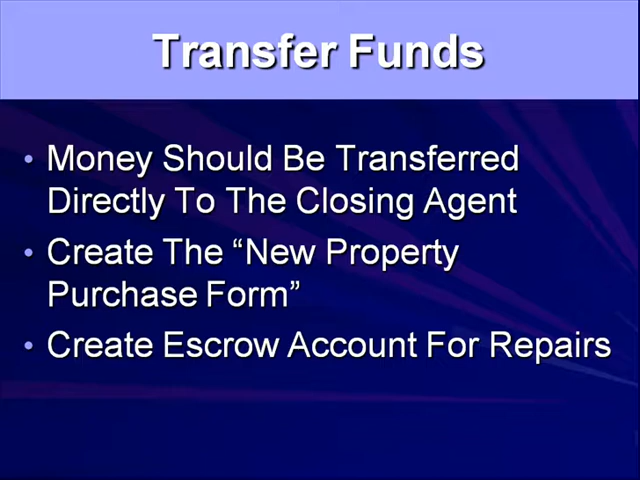 Transfer Funds
• Money Should Be Transferred
Directly To The Closing Agent
• Create The “New Property
Purchase Form”
• Create Escrow Account For Repairs